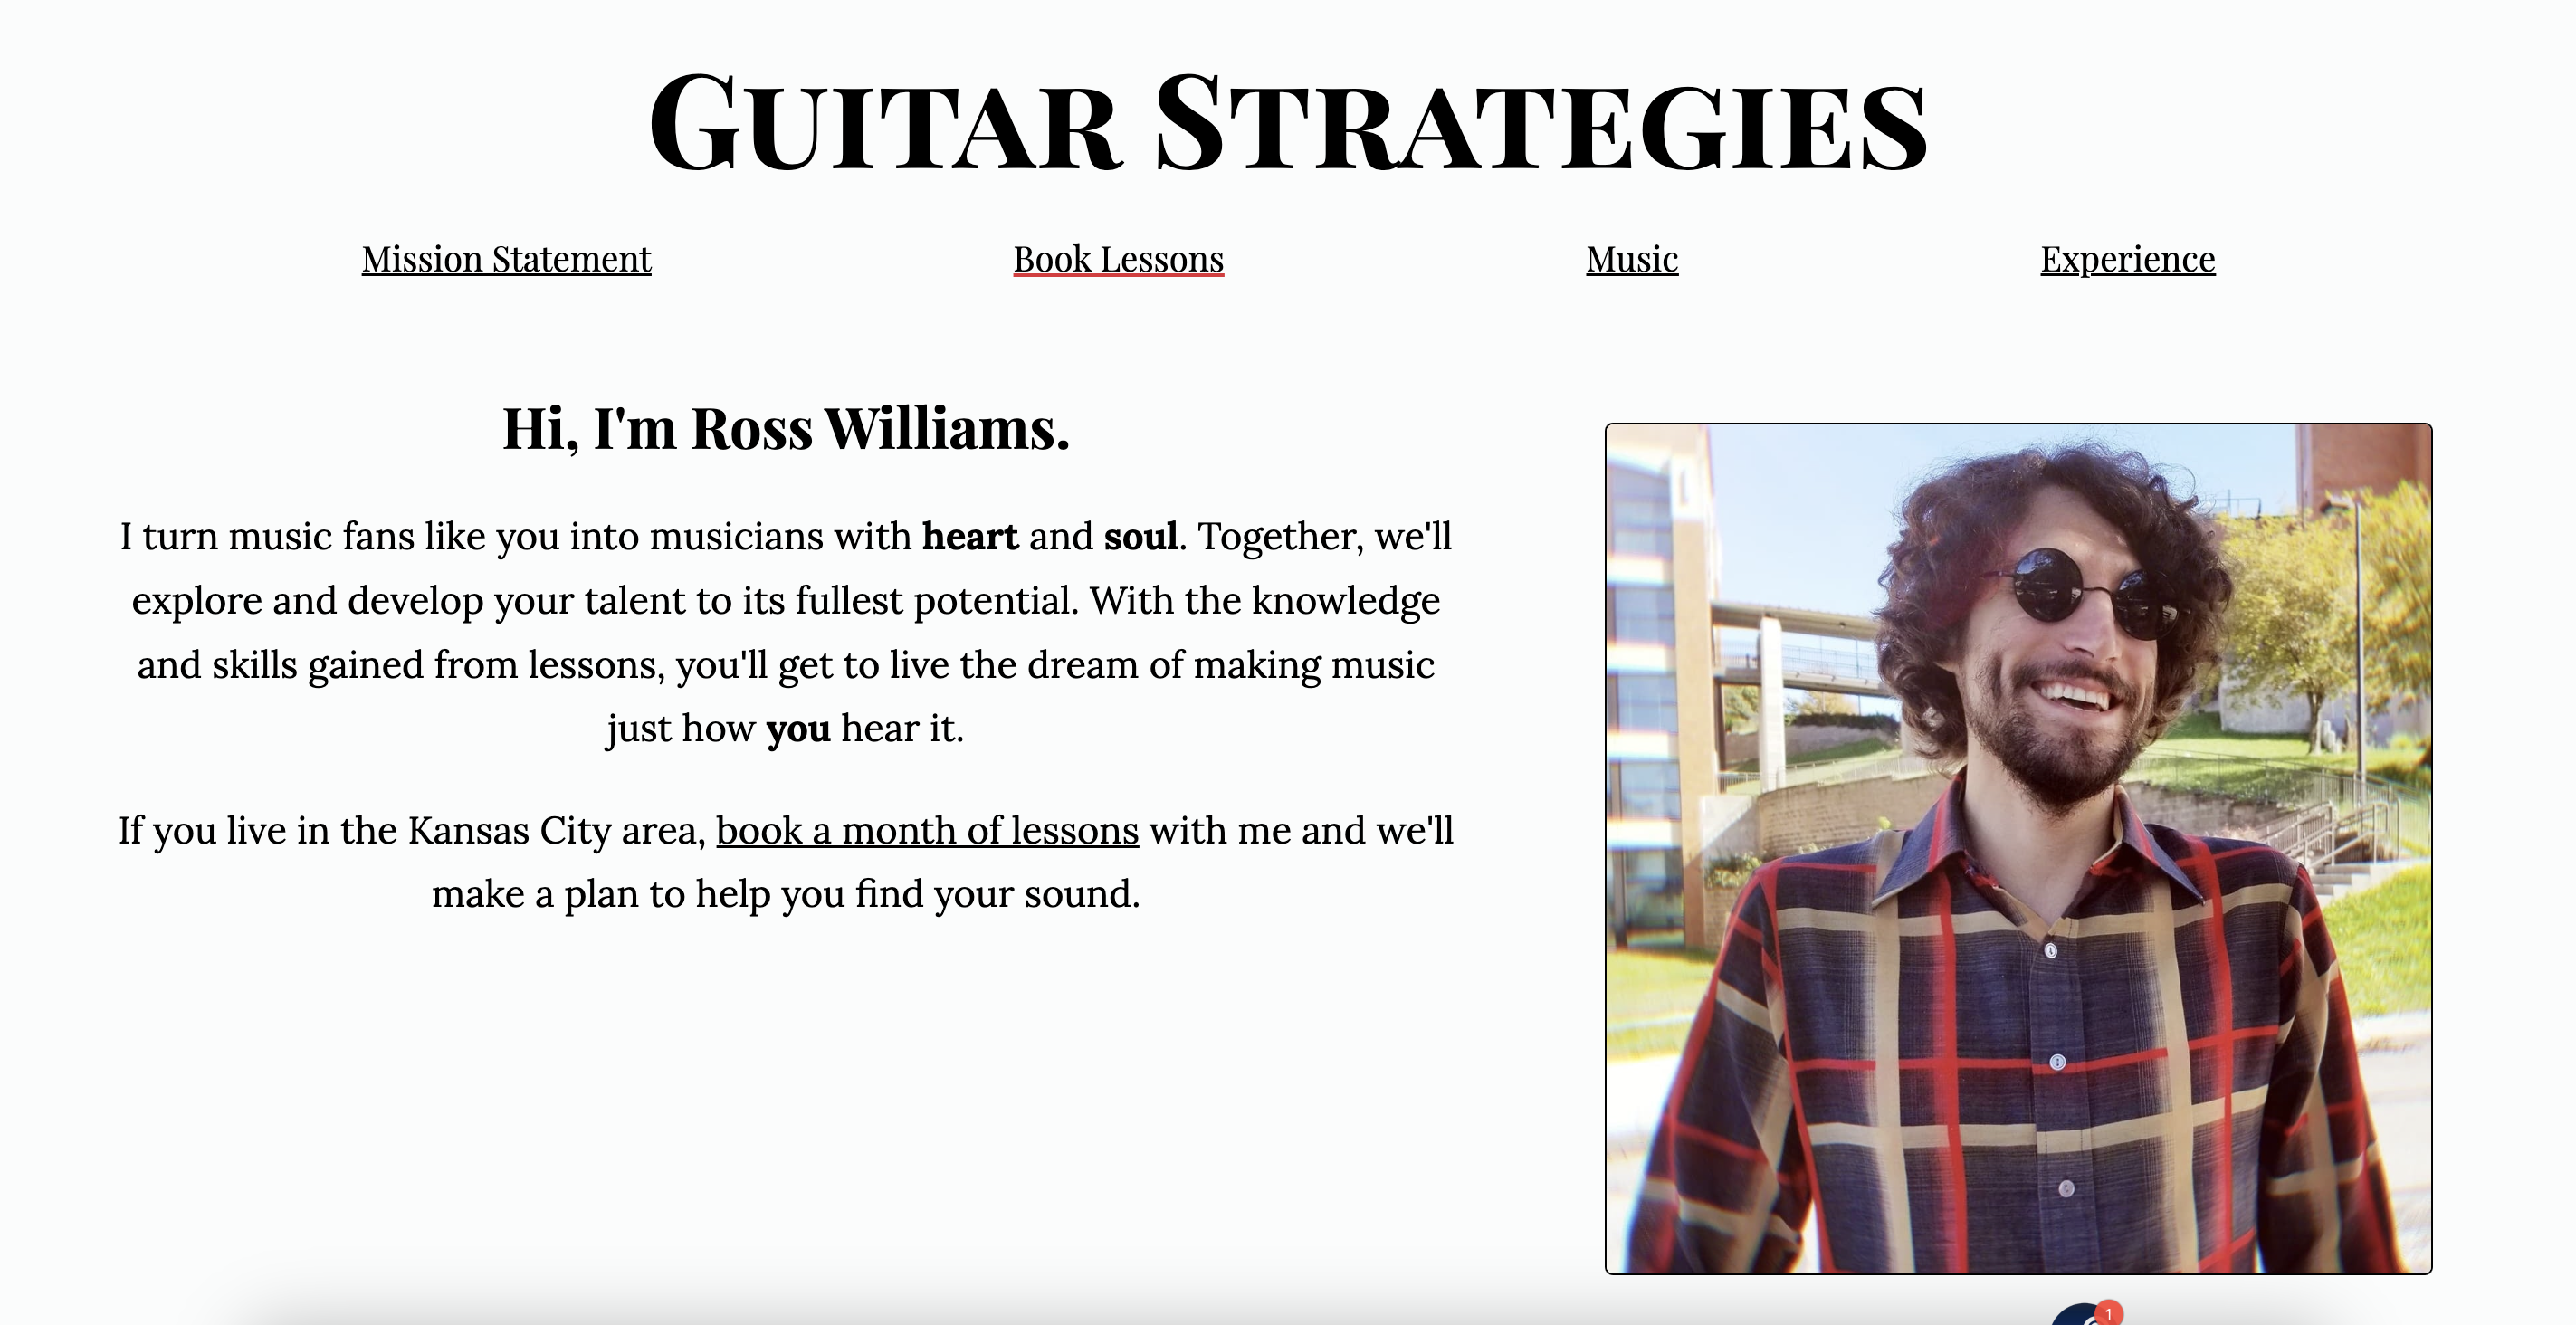 GUITAR STRATEGIES
Mission Statement
Book Lessons
Music
Experience
Hi, I'm Ross Williams.
I turn music fans like you into musicians with heart and soul. Together, we'll
explore and develop your talent to its fullest potential. With the knowledge
and skills gained from lessons, you'll get to live the dream of making music
just how you hear it.
If you live in the Kansas City area, book a month of lessons with me and we'll
make a plan to help you find your sound.
1